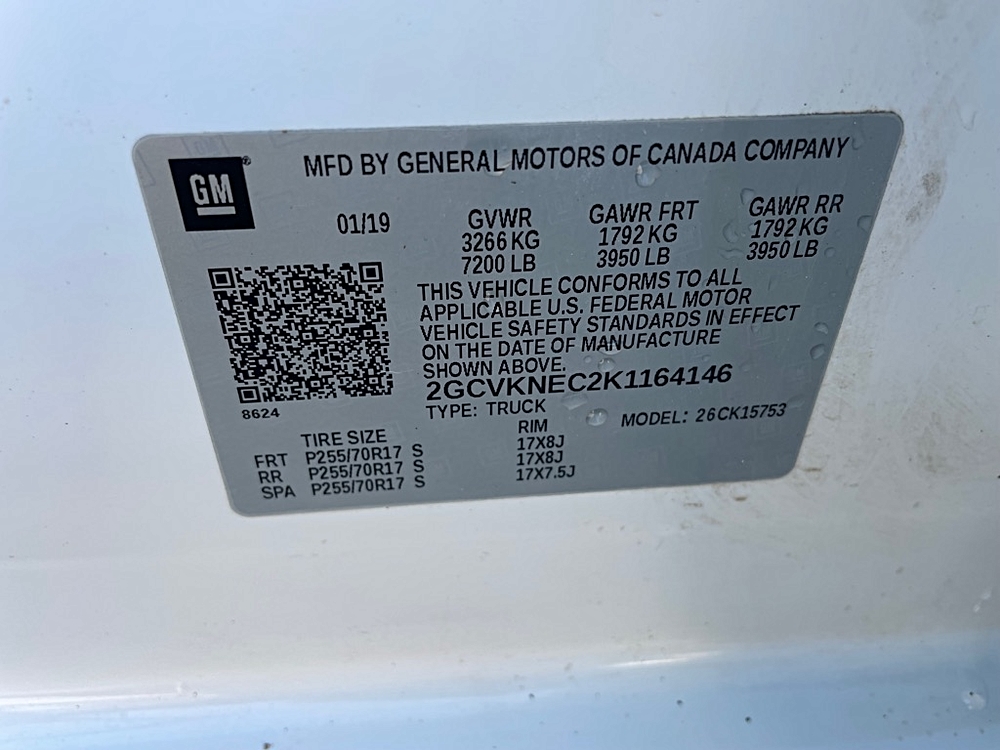 GM
MFD BY GENERAL MOTORS OF CANADA COMPANY
01/19
GVWR
3266 KG
7200 LB
GAWR FRT
1792 KG
3950 LB
GAWR RR
1792 KG
3950 LB
THIS VEHICLE CONFORMS TO ALL
APPLICABLE U.S. FEDERAL MOTOR
VEHICLE SAFETY STANDARDS IN EFFECT
ON THE DATE OF MANUFACTURE
SHOWN ABOVE.
2GCVKNEC2K1164146
8624
TYPE: TRUCK
MODEL: 26CK15753
TIRE SIZE RIM
FRT P255/70R17 S 17X8J
RR P255/70R17 S 17X8J
SPA P255/70R17 S 17X7.5J